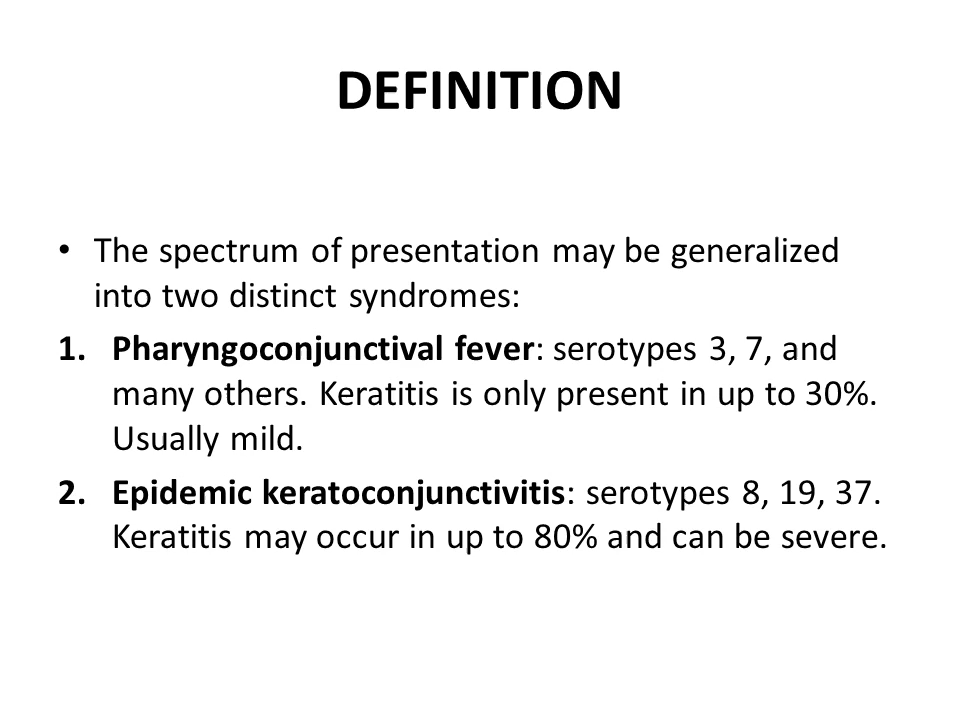 DEFINITION
• The spectrum of presentation may be generalized
into two distinct syndromes:
1. Pharyngoconjunctival fever: serotypes 3, 7, and
many others. Keratitis is only present in up to 30%.
Usually mild.
2. Epidemic keratoconjunctivitis: serotypes 8, 19, 37.
Keratitis may occur in up to 80% and can be severe.